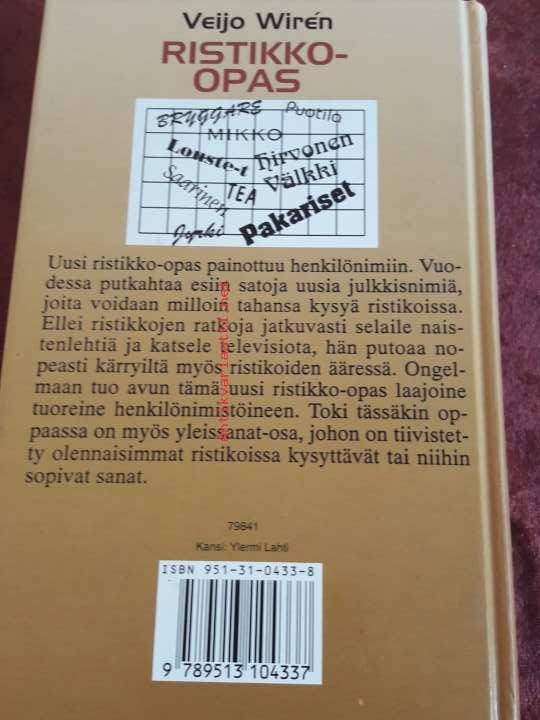 Veijo Wirén
RISTIKKO-
OPAS
BRYGGARE
Puotila
MIKKO
Louste-t
Hirvonen
Saarinen
TEA
Välkki
Jyrki
Pakariset
Uusi ristikko-opas painottuu henkilönimiin. Vuo-
dessa putkahtaa esiin satoja uusia julkkisnimiä,
joita voidaan milloin tahansa kysyä ristikoissa.
Ellei ristikkojen ratkoja jatkuvasti selaile nais-
tenlehtiä ja katsele televisiota, hän putoaa no-
peasti kärryiltä myös ristikoiden ääressä. Ongel-
maan tuo avun tämä uusi ristikko-opas laajoine
tuoreine henkilönimistöineen. Toki tässäkin op-
paassa on myös yleissanat-osa, johon on tiivistet-
ty olennaisimmat ristikoissa kysyttävät tai niihin
sopivat sanat.
79841
Kansi: Ylermi Lahti
ISBN 951-31-0433-8
9 789513 104337